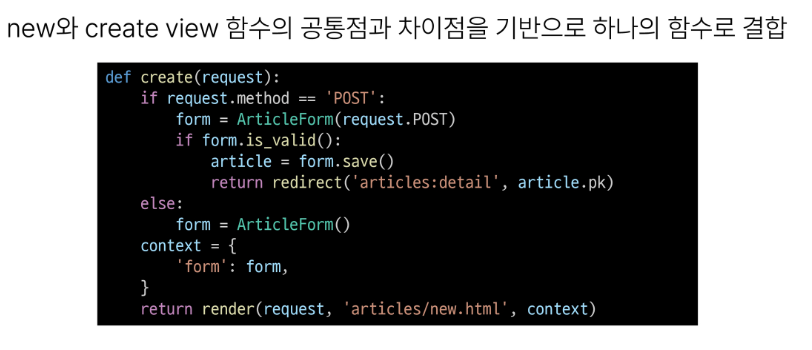 new와 create view 함수의 공통점과 차이점을 기반으로 하나의 함수로 결합
def create(request):
    if request.method == 'POST':
        form = ArticleForm(request.POST)
        if form.is_valid():
            article = form.save()
            return redirect('articles:detail', article.pk)
    else:
        form = ArticleForm()
    context = {
        'form': form,
    }
    return render(request, 'articles/new.html', context)